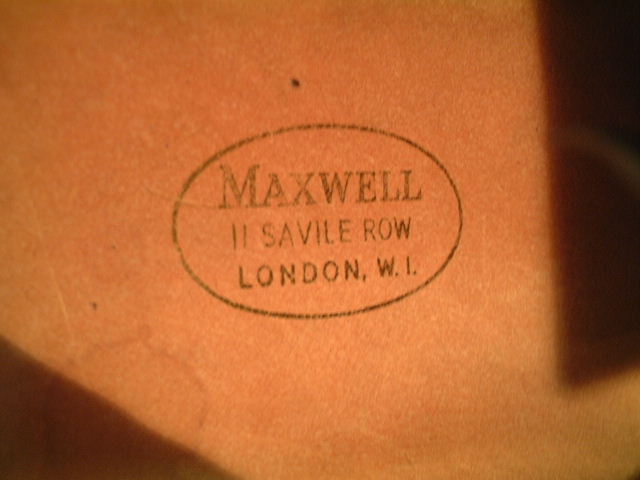 MAXWELL
11 SAVILE ROW
LONDON, W.1.